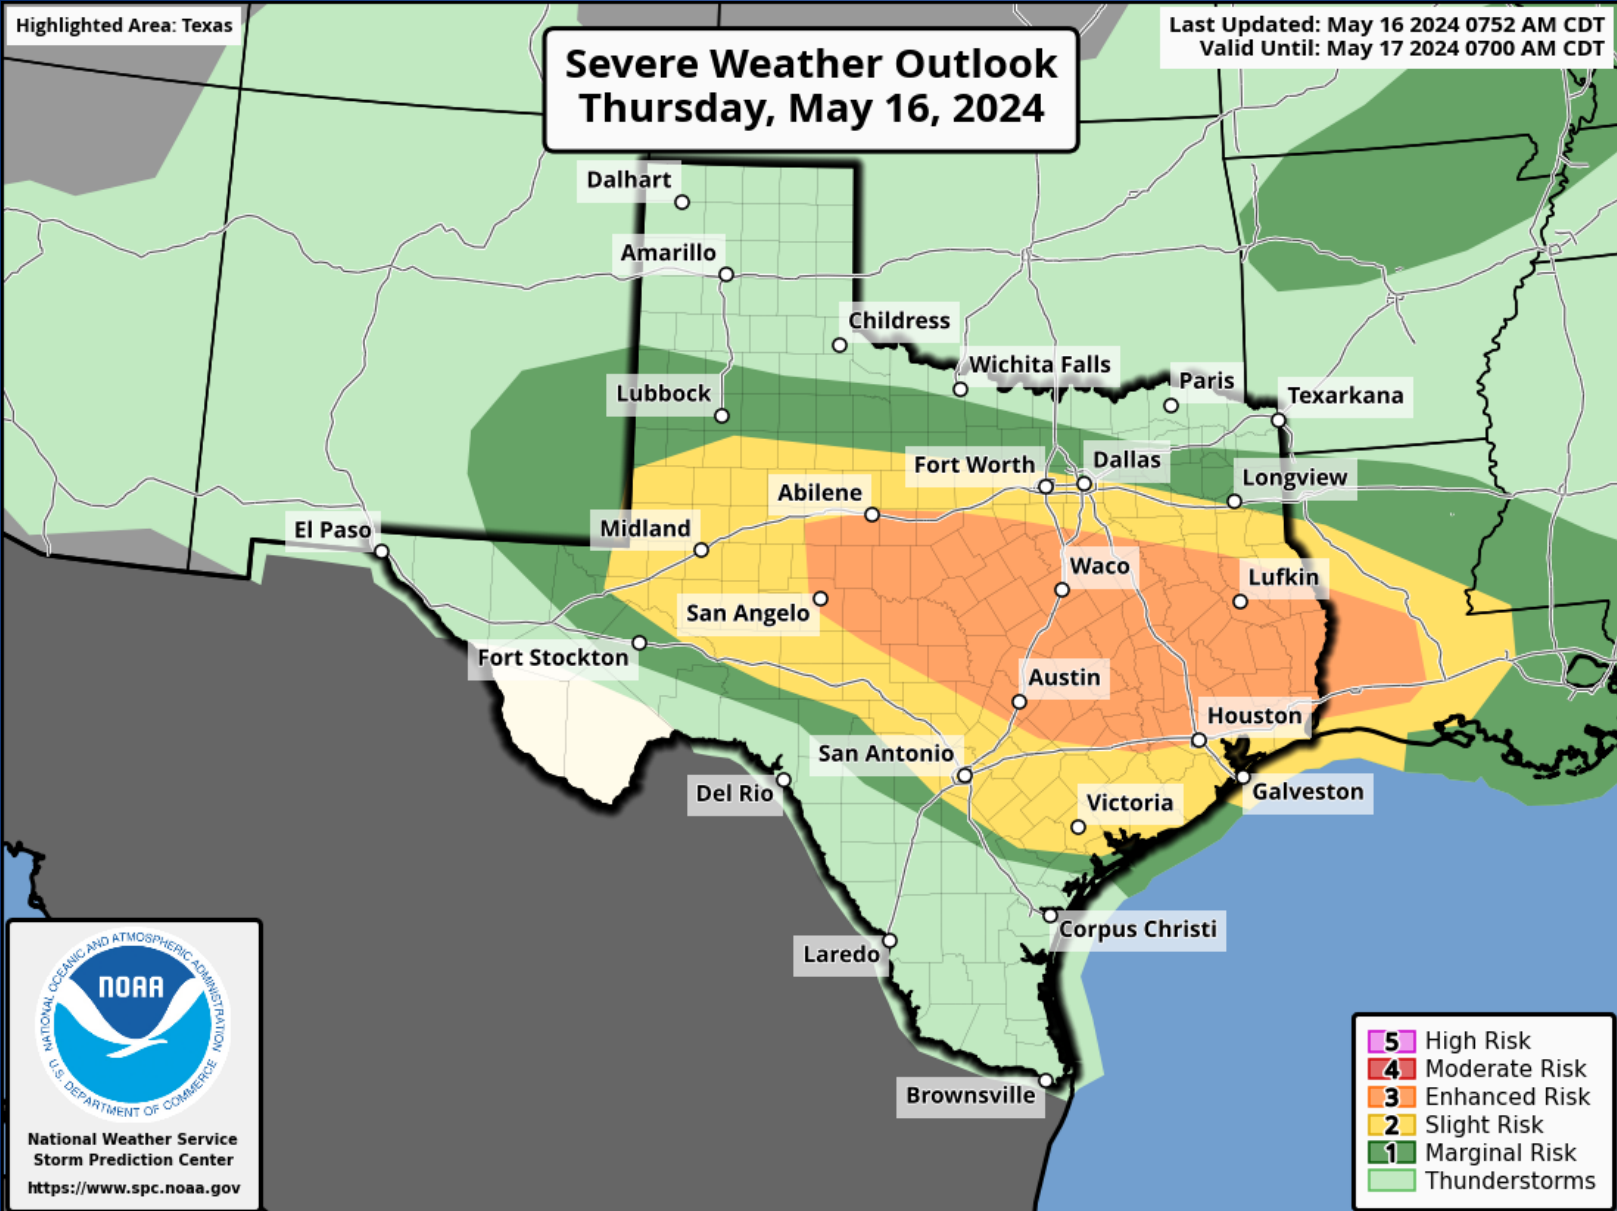 Highlighted Area: Texas
Severe Weather Outlook
Thursday, May 16, 2024
Last Updated: May 16 2024 0752 AM CDT
Valid Until: May 17 2024 0700 AM CDT
Dalhart
Amarillo
Childress
Wichita Falls
Paris
Texarkana
Lubbock
Fort Worth
Dallas
Longview
Abilene
Midland
El Paso
Waco
Lufkin
San Angelo
Fort Stockton
Austin
Houston
San Antonio
Del Rio
Victoria
Galveston
Corpus Christi
Laredo
Brownsville
NATIONAL OCEANIC AND ATMOSPHERIC ADMINISTRATION
NOAA
U.S. DEPARTMENT OF COMMERCE
National Weather Service
Storm Prediction Center
https://www.spc.noaa.gov
5 High Risk
4 Moderate Risk
3 Enhanced Risk
2 Slight Risk
1 Marginal Risk
Thunderstorms